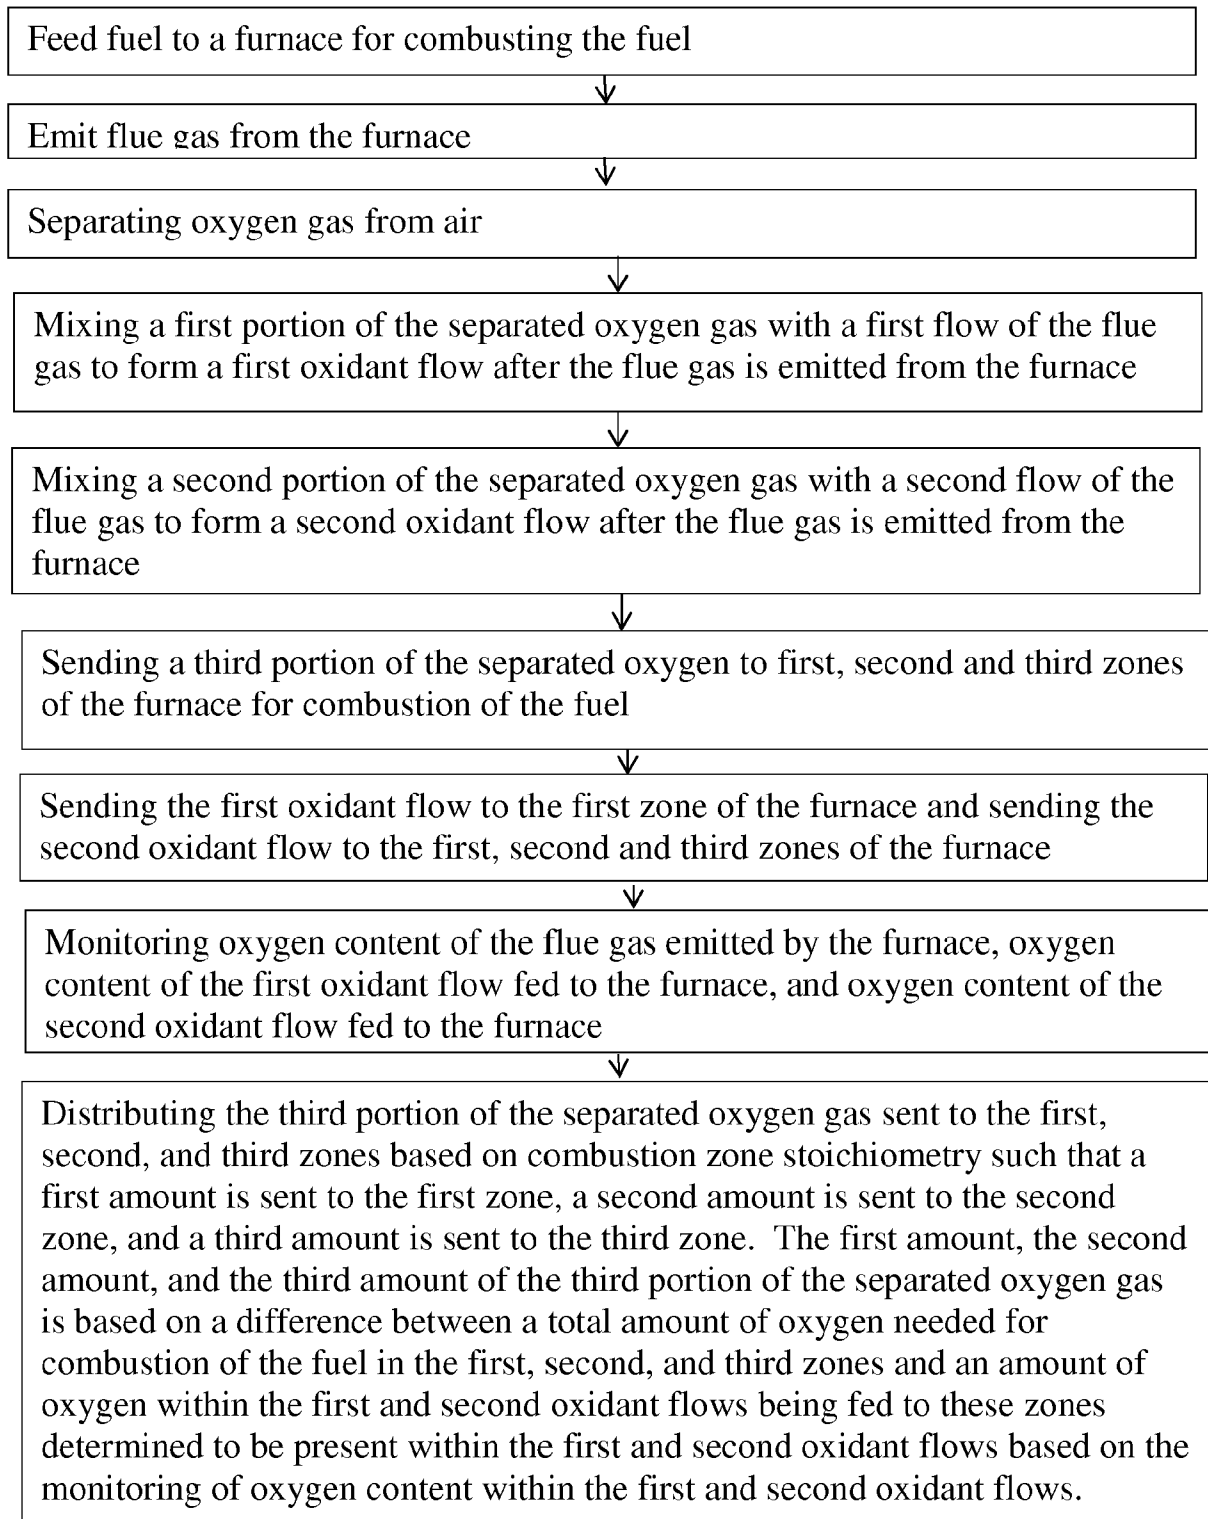 Feed fuel to a furnace for combusting the fuel
Emit flue gas from the furnace
Separating oxygen gas from air
Mixing a first portion of the separated oxygen gas with a first flow of the flue
gas to form a first oxidant flow after the flue gas is emitted from the furnace
Mixing a second portion of the separated oxygen gas with a second flow of the
flue gas to form a second oxidant flow after the flue gas is emitted from the
furnace
Sending a third portion of the separated oxygen to first, second and third zones
of the furnace for combustion of the fuel
Sending the first oxidant flow to the first zone of the furnace and sending the
second oxidant flow to the first, second and third zones of the furnace
Monitoring oxygen content of the flue gas emitted by the furnace, oxygen
content of the first oxidant flow fed to the furnace, and oxygen content of the
second oxidant flow fed to the furnace
Distributing the third portion of the separated oxygen gas sent to the first,
second, and third zones based on combustion zone stoichiometry such that a
first amount is sent to the first zone, a second amount is sent to the second
zone, and a third amount is sent to the third zone.  The first amount, the second
amount, and the third amount of the third portion of the separated oxygen gas
is based on a difference between a total amount of oxygen needed for
combustion of the fuel in the first, second, and third zones and an amount of
oxygen within the first and second oxidant flows being fed to these zones
determined to be present within the first and second oxidant flows based on the
monitoring of oxygen content within the first and second oxidant flows.